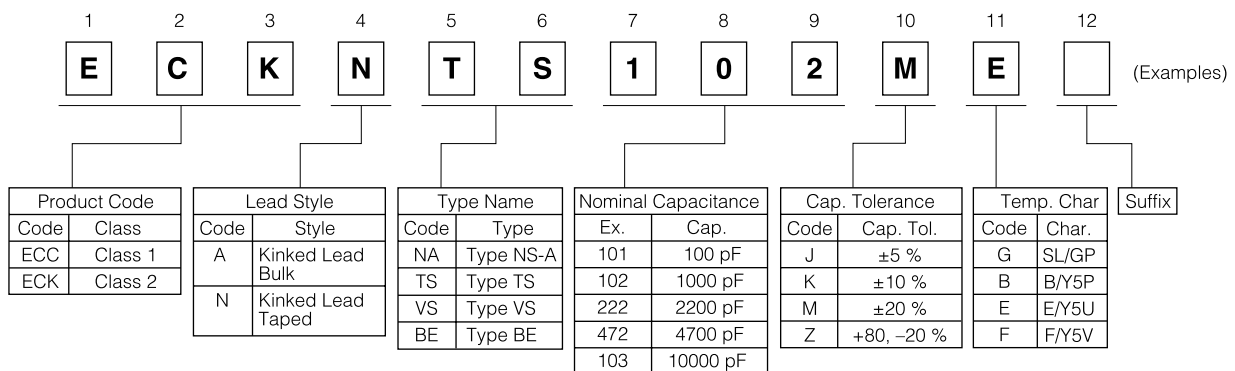 1 2 3 4 5 6 7 8 9 10 11 12
E C K N T S 1 0 2 M E (Examples)
Product Code
Code Class
ECC Class 1
ECK Class 2
Lead Style
Code Style
A Kinked Lead
Bulk
N Kinked Lead
Taped
Type Name
Code Type
NA Type NS-A
TS Type TS
VS Type VS
BE Type BE
Nominal Capacitance
Ex. Cap.
101 100 pF
102 1000 pF
222 2200 pF
472 4700 pF
103 10000 pF
Cap. Tolerance
Code Cap. Tol.
J ±5 %
K ±10 %
M ±20 %
Z +80, –20 %
Temp. Char
Code Char.
G SL/GP
B B/Y5P
E E/Y5U
F F/Y5V
Suffix